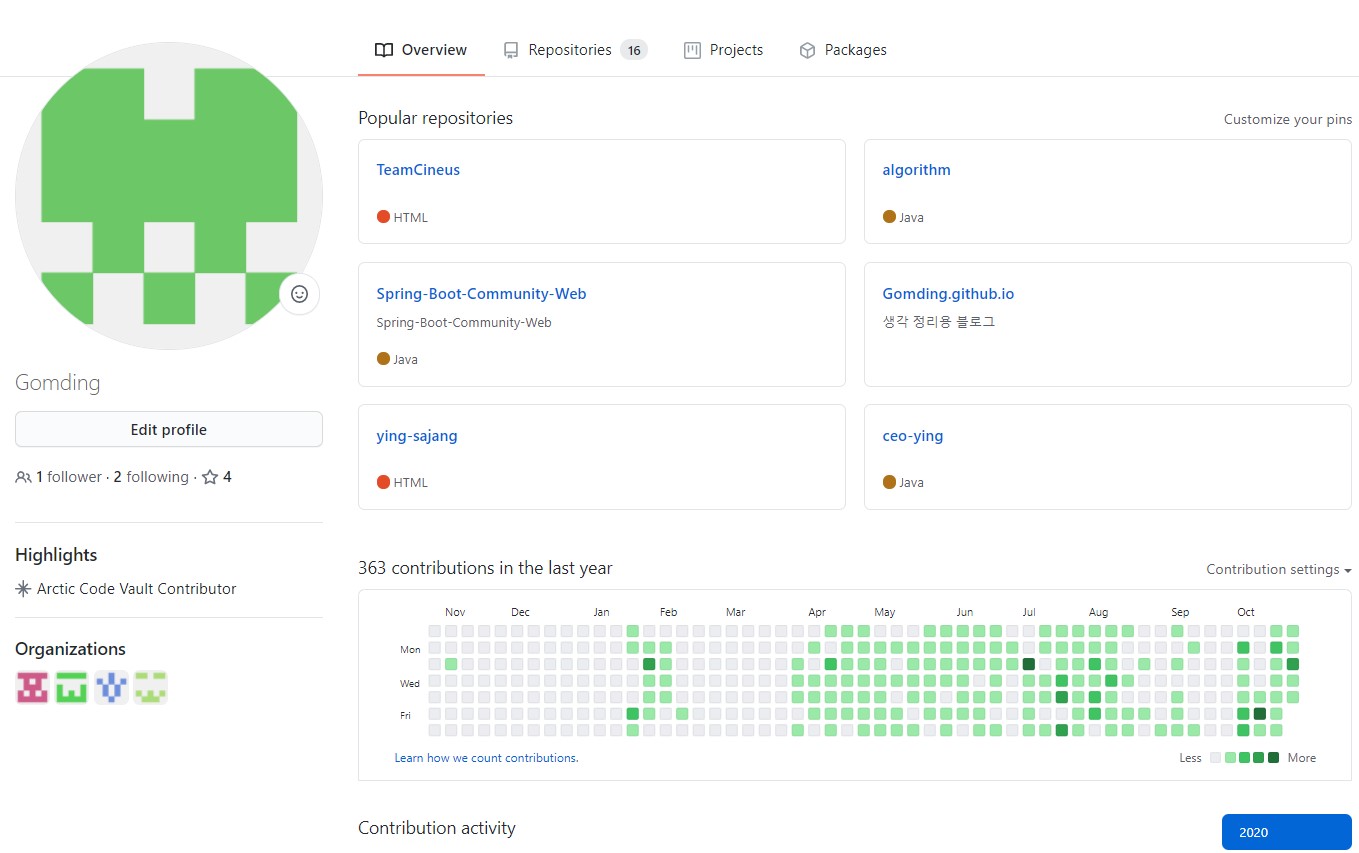 Overview Repositories 16 Projects Packages
Gomding
Edit profile
1 follower · 2 following · 4
Highlights
Arctic Code Vault Contributor
Organizations
Popular repositories
Customize your pins
TeamCineus
HTML
algorithm
Java
Spring-Boot-Community-Web
Spring-Boot-Community-Web
Java
Gomding.github.io
생각 정리용 블로그
ying-sajang
HTML
ceo-ying
Java
363 contributions in the last year
Contribution settings
Nov Dec Jan Feb Mar Apr May Jun Jul Aug Sep Oct
Mon
Wed
Fri
Learn how we count contributions.
Less More
Contribution activity
2020